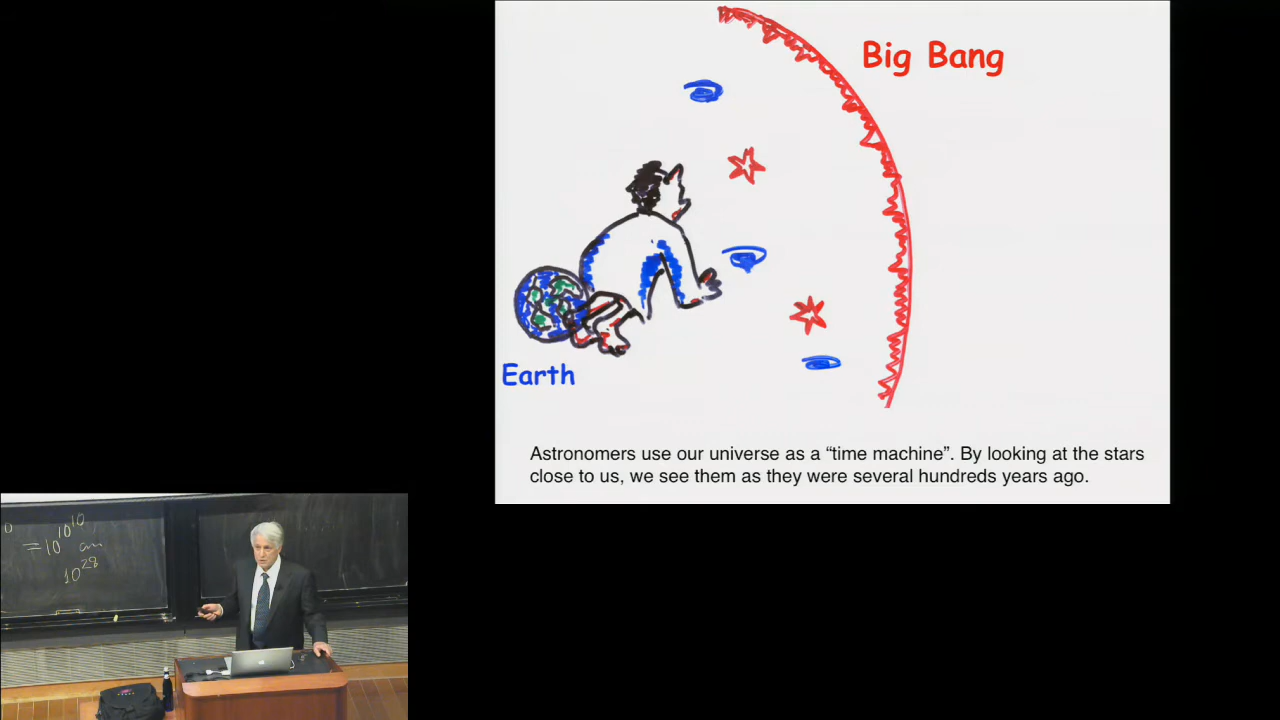 Big Bang
Earth
Astronomers use our universe as a “time machine”. By looking at the stars
close to us, we see them as they were several hundreds years ago.
= 10^10^10 cm
10^28